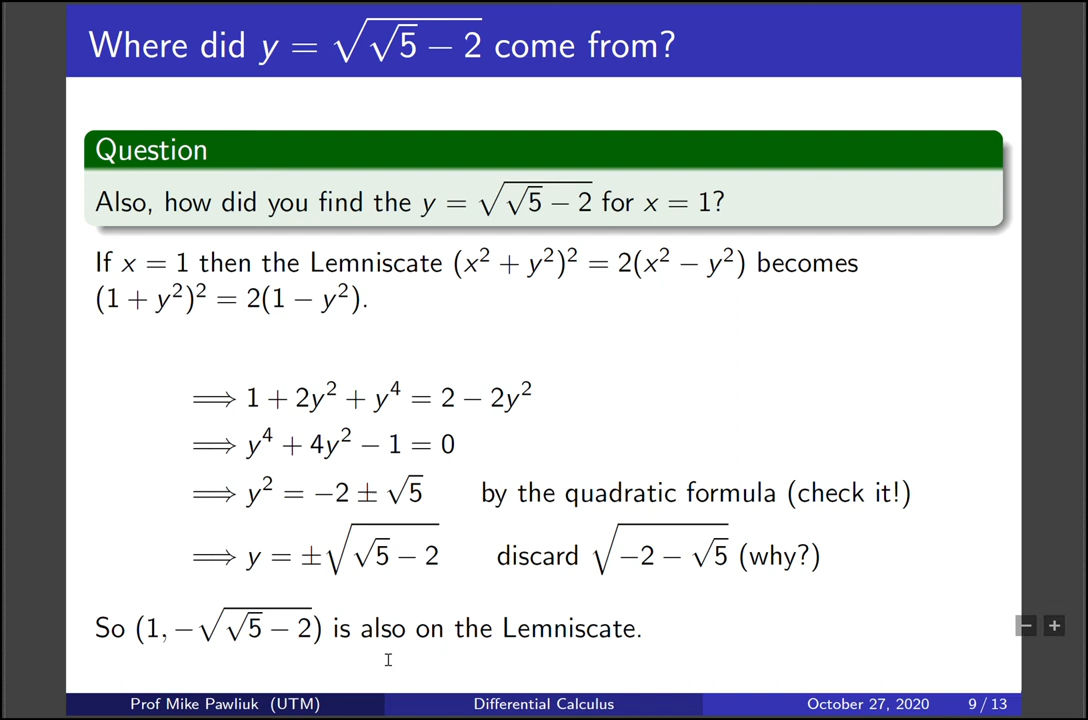 Where did y = √(√5 − 2) come from?
Question
Also, how did you find the y = √(√5 − 2) for x = 1?
If x = 1 then the Lemniscate (x² + y²)² = 2(x² − y²) becomes
(1 + y²)² = 2(1 − y²).
⟹ 1 + 2y² + y⁴ = 2 − 2y²
⟹ y⁴ + 4y² − 1 = 0
⟹ y² = −2 ± √5 by the quadratic formula (check it!)
⟹ y = ±√(√5 − 2) discard √(−2 − √5) (why?)
So (1, −√(√5 − 2)) is also on the Lemniscate.
Prof Mike Pawliuk (UTM) Differential Calculus October 27, 2020 9 / 13